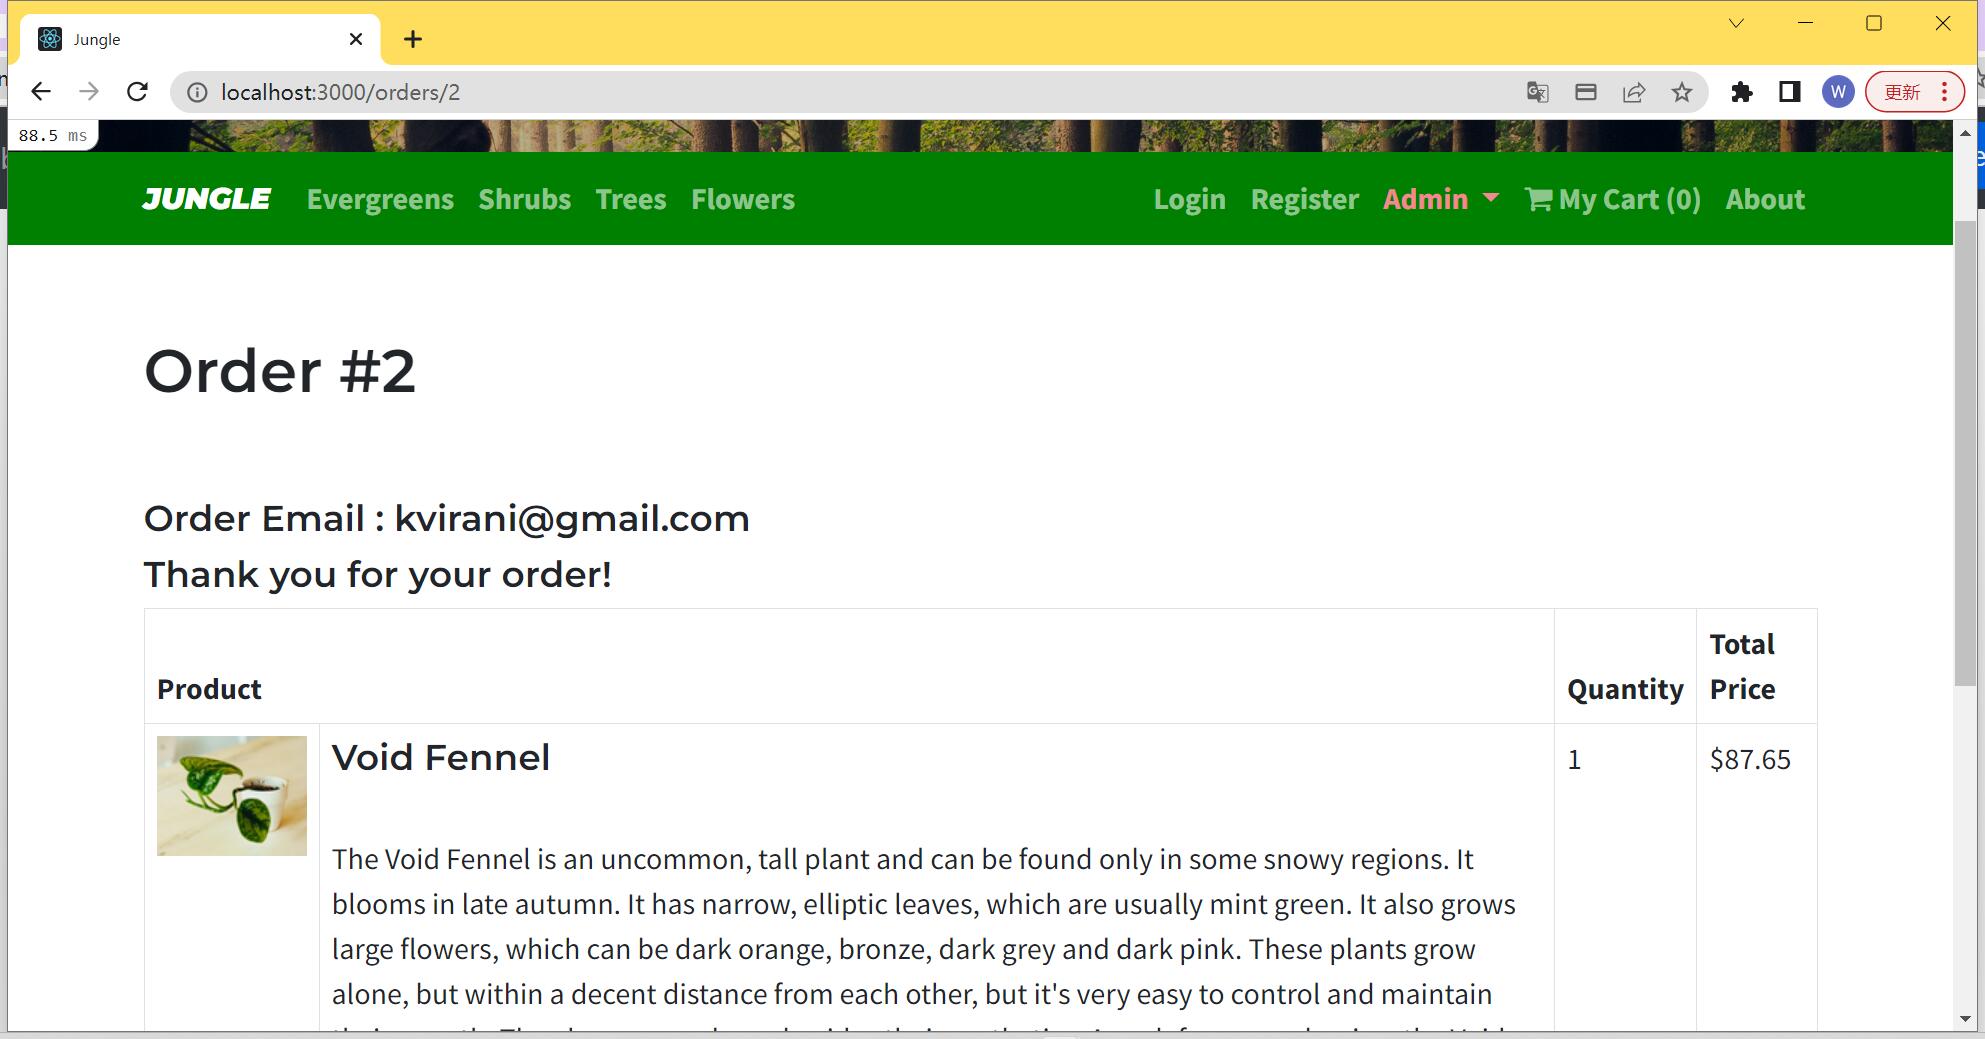 Jungle
localhost:3000/orders/2
W
更新
88.5 ms
JUNGLE Evergreens Shrubs Trees Flowers Login Register Admin My Cart (0) About
Order #2
Order Email : kvirani@gmail.com
Thank you for your order!
Product Quantity Total Price
Void Fennel 1 $87.65
The Void Fennel is an uncommon, tall plant and can be found only in some snowy regions. It
blooms in late autumn. It has narrow, elliptic leaves, which are usually mint green. It also grows
large flowers, which can be dark orange, bronze, dark grey and dark pink. These plants grow
alone, but within a decent distance from each other, but it's very easy to control and maintain